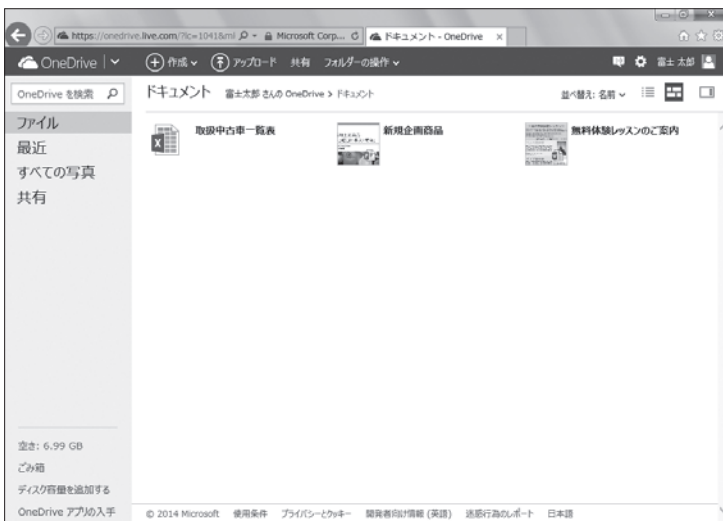 https://onedrive.live.com/?lc=1041&ml
Microsoft Corp...
ドキュメント - OneDrive
OneDrive
作成
アップロード
共有
フォルダーの操作
富士 太郎
OneDrive を検索
ドキュメント
富士太郎 さんの OneDrive > ドキュメント
並べ替え: 名前
ファイル
最近
すべての写真
共有
取扱中古車一覧表
新規企画商品
無料体験レッスンのご案内
空き: 6.99 GB
ごみ箱
ディスク容量を追加する
OneDrive アプリの入手
© 2014 Microsoft 使用条件 プライバシーとクッキー 開発者向け情報 (英語) 迷惑行為のレポート 日本語